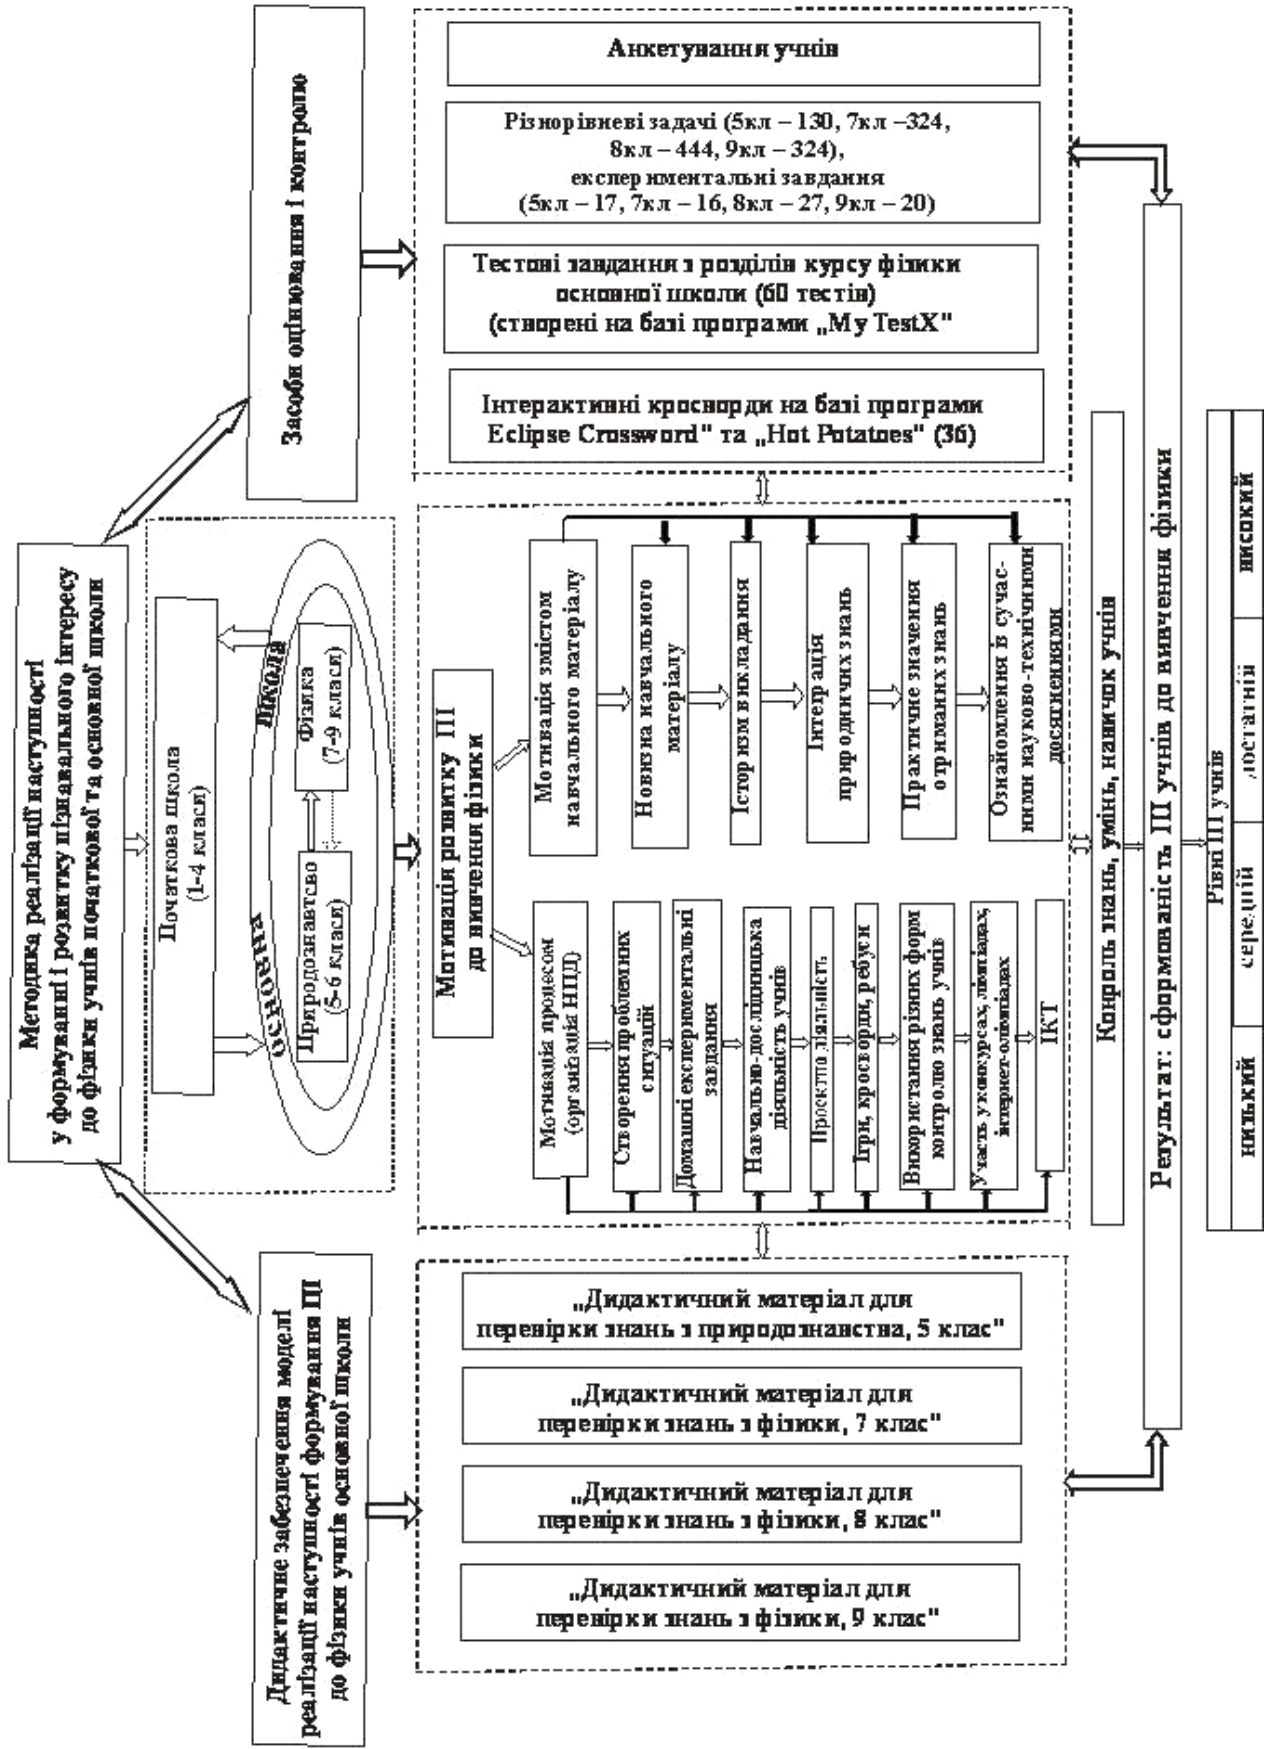 Методика реалізації наступності
у формуванні і розвитку пізнавального інтересу
до фізики учнів початкової та основної школи
Дидактичне забезпечення моделі
реалізації наступності формування ПІ
до фізики учнів основної школи
Початкова школа
(1-4 класи)
основна
школа
Природознавтсво
(5-6 класи)
Фізика
(7-9 класи)
Засоби оцінювання і контролю
„Дидактичний матеріал для
перевірки знань з природознавства, 5 клас"
„Дидактичний матеріал для
перевірки знань з фізики, 7 клас"
„Дидактичний матеріал для
перевірки знань з фізики, 8 клас"
„Дидактичний матеріал для
перевірки знань з фізики, 9 клас"
Мотивація розвитку ПІ
до вивчення фізики
Мотивація процесом
(організація НПД)
Створення проблемних
ситуацій
Домашні експерментальні
завдання
Навчально-дослідницька
діяльність учнів
Проєктна діяльність
Ігри, кросворди, ребуси
Використання різних форм
контролю знань учнів
Участь у конкурсах, олімпіадах,
інтернет-олімпіадах
ІКТ
Мотивація змістом
навчального матеріалу
Новизна навчального
матеріалу
Історизм викладання
Інтеграція
природничих знань
Практичне значення
отриманих знань
Ознайомлення в сучас-
ними науково-технічними
досягненнями
Анкетування учнів
Різнорівневі задачі (5кл – 130, 7кл –324,
8кл – 444, 9кл – 324),
експериментальні завдання
(5кл – 17, 7кл – 16, 8кл – 27, 9кл – 20)
Тестові завдання з розділів курсу фізики
основної школи (60 тестів)
(створені на базі програми „My TestX"
Інтерактивні кросворди на базі програми
Eclipse Crossword" та „Hot Potatoes" (36)
Контроль знань, умінь, навичок учнів
Результат: сформованість ПІ учнів до вивчення фізики
Рівні ПІ учнів
низький
середній
достатній
високий